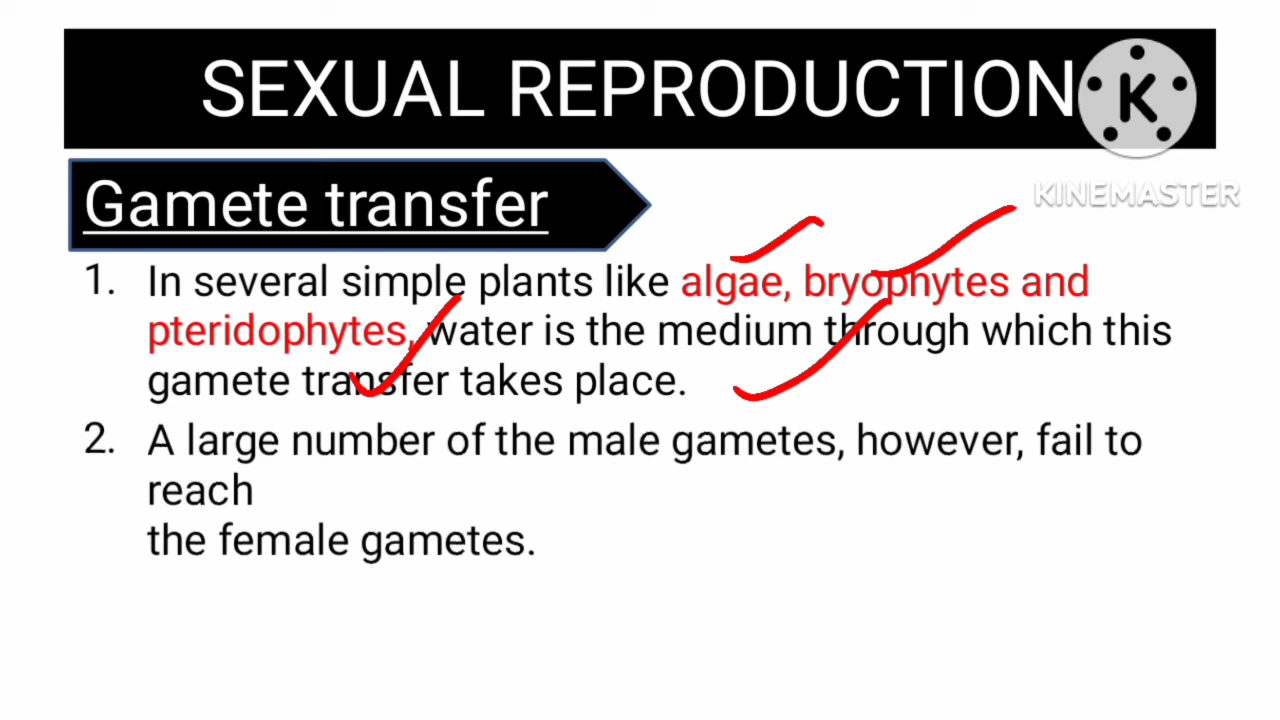 SEXUAL REPRODUCTION
K
KINEMASTER
Gamete transfer
1. In several simple plants like algae, bryophytes and
pteridophytes, water is the medium through which this
gamete transfer takes place.
2. A large number of the male gametes, however, fail to
reach
the female gametes.